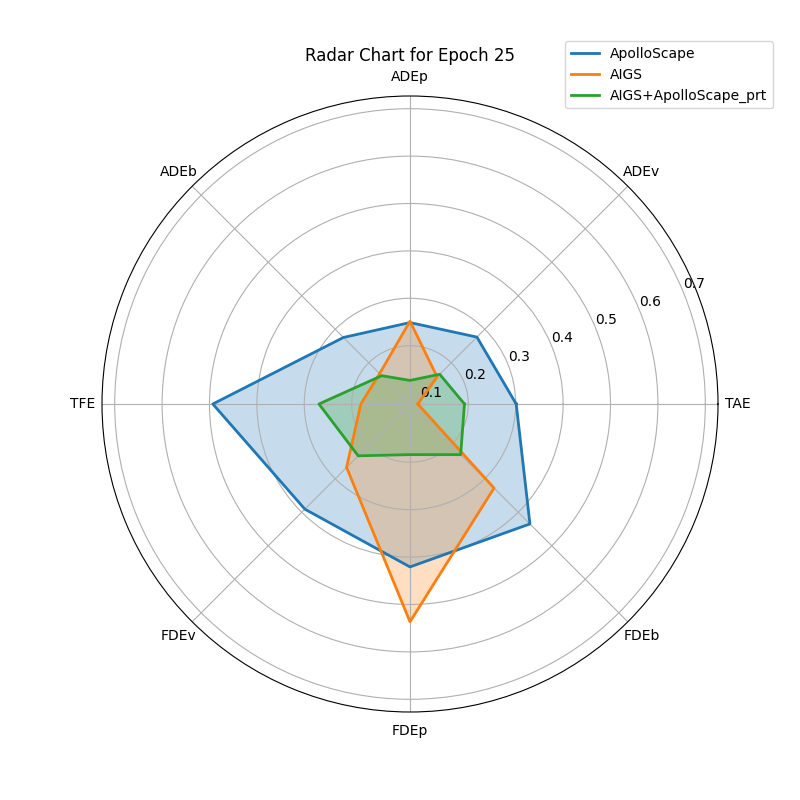 Radar Chart for Epoch 25
ApolloScape
AIGS
AIGS+ApolloScape_prt
ADEp
ADEb
ADEv
0.7
0.6
0.5
0.4
0.3
0.2
0.1
TFE
TAE
FDEv
FDEb
FDEp